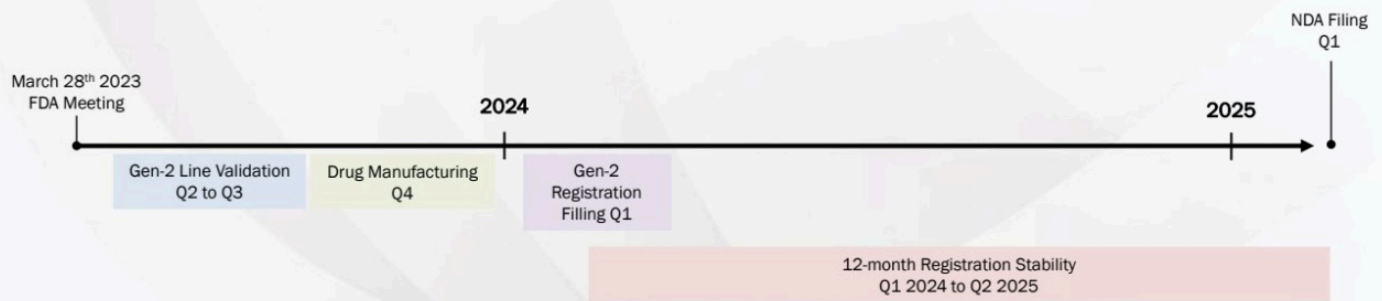 NDA Filing
Q1
March 28th 2023
FDA Meeting
2024
2025
Gen-2 Line Validation
Q2 to Q3
Drug Manufacturing
Q4
Gen-2
Registration
Filling Q1
12-month Registration Stability
Q1 2024 to Q2 2025